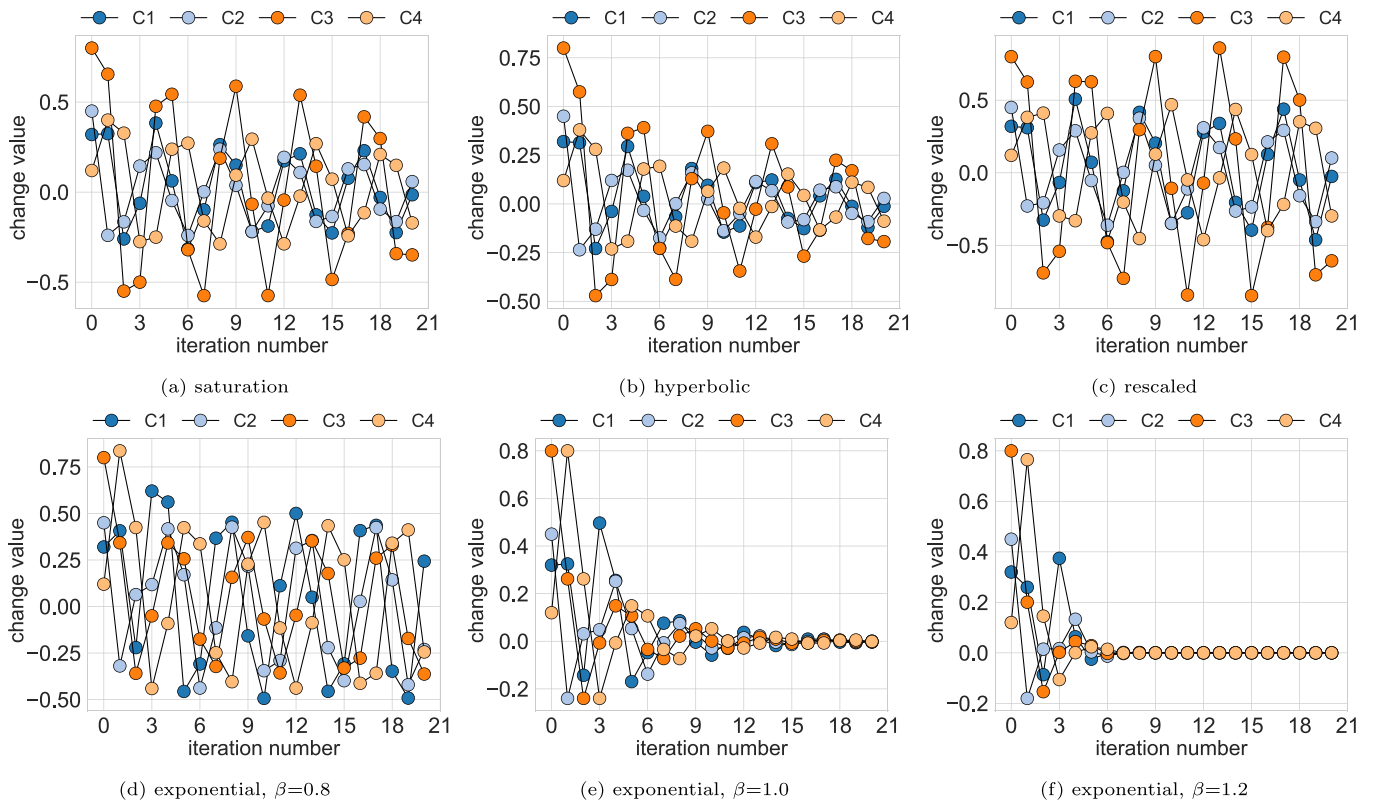 C1 C2 C3 C4
C1 C2 C3 C4
C1 C2 C3 C4
change value
0.5
0.0
−0.5
0 3 6 9 12 15 18 21
iteration number
(a) saturation
change value
0.75
0.50
0.25
0.00
−0.25
−0.50
0 3 6 9 12 15 18 21
iteration number
(b) hyperbolic
change value
0.5
0.0
−0.5
0 3 6 9 12 15 18 21
iteration number
(c) rescaled
C1 C2 C3 C4
C1 C2 C3 C4
C1 C2 C3 C4
change value
0.75
0.50
0.25
0.00
−0.25
−0.50
0 3 6 9 12 15 18 21
iteration number
(d) exponential, β=0.8
change value
0.8
0.6
0.4
0.2
0.0
−0.2
0 3 6 9 12 15 18 21
iteration number
(e) exponential, β=1.0
change value
0.8
0.6
0.4
0.2
0.0
−0.2
0 3 6 9 12 15 18 21
iteration number
(f) exponential, β=1.2